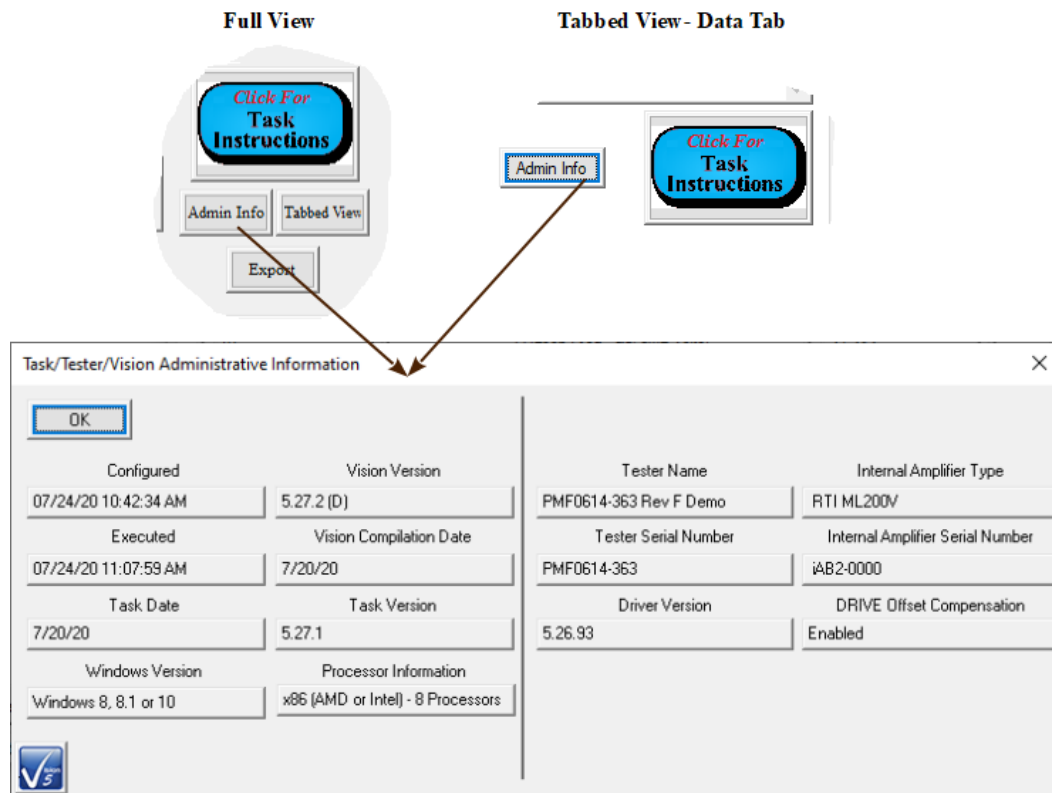 Full View
Tabbed View- Data Tab
Click For
Task
Instructions
Admin Info
Tabbed View
Export
Admin Info
Click For
Task
Instructions
Task/Tester/Vision Administrative Information
OK
Configured
Vision Version
07/24/20 10:42:34 AM
5.27.2 (D)
Executed
Vision Compilation Date
07/24/20 11:07:59 AM
7/20/20
Task Date
Task Version
7/20/20
5.27.1
Windows Version
Processor Information
Windows 8, 8.1 or 10
x86 (AMD or Intel) - 8 Processors
Tester Name
Internal Amplifier Type
PMF0614-363 Rev F Demo
RTI ML200V
Tester Serial Number
Internal Amplifier Serial Number
PMF0614-363
iAB2-0000
Driver Version
DRIVE Offset Compensation
5.26.93
Enabled
Vision
5